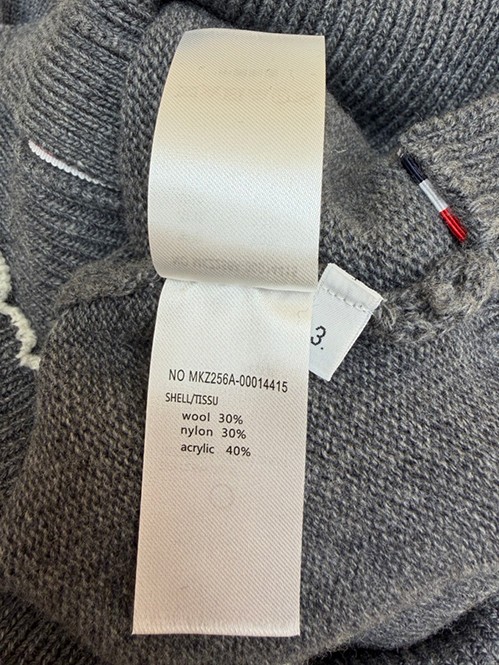 NO MKZ256A-00014415
SHELL/TISSU
wool 30%
nylon 30%
acrylic 40%
3.